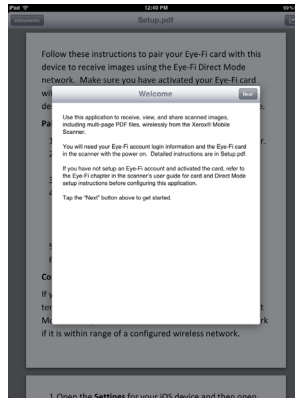 iPod 12:40 PM 69%
Documents Setup.pdf
Follow these instructions to pair your Eye-Fi card with this
device to receive images using the Eye-Fi Direct Mode
network. Make sure you have activated your Eye-Fi card
Welcome Next
Use this application to receive, view, and share scanned images,
including multi-page PDF files, wirelessly from the Xerox® Mobile
Scanner.
You will need your Eye-Fi account login information and the Eye-Fi card
in the scanner with the power on. Detailed instructions are in Setup.pdf.
If you have not setup an Eye-Fi account and activated the card, refer to
the Eye-Fi chapter in the scanner's user guide for card and Direct Mode
setup instructions before configuring this application.
Tap the "Next" button above to get started.
if it is within range of a configured wireless network.
1. Open the Settings for your iOS device and then open